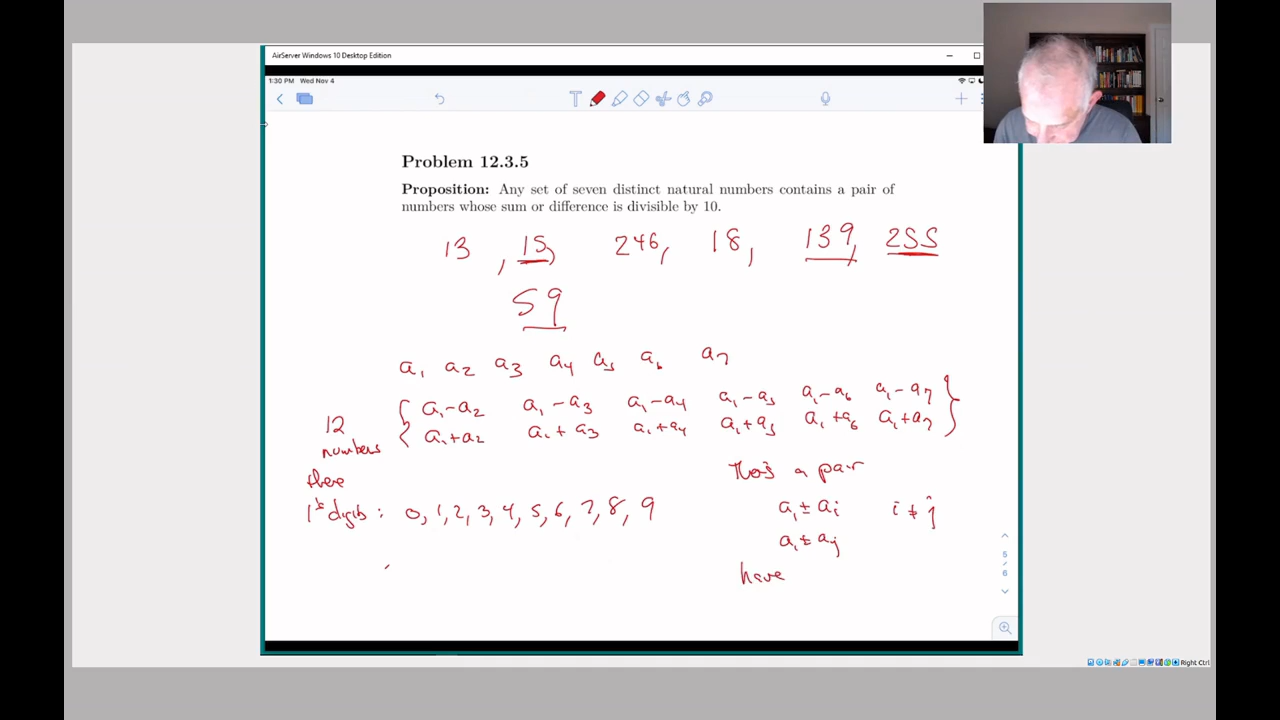 AirServer Windows 10 Desktop Edition
1:30 PM Wed Nov 4
Problem 12.3.5
Proposition: Any set of seven distinct natural numbers contains a pair of
numbers whose sum or difference is divisible by 10.
13 , 15, 246, 18, 139, 255
59
a₁ a₂ a₃ a₄ a₅ a₆ a₇
a₁-a₂ a₁-a₃ a₁-a₄ a₁-a₅ a₁-a₆ a₁-a₇
a₁+a₂ a₁+a₃ a₁+a₄ a₁+a₅ a₁+a₆ a₁+a₇
12
numbers
there
1st digits: 0, 1, 2, 3, 4, 5, 6, 7, 8, 9
a pair
a₁ ± aᵢ i ≠ j
a₁ ± aⱼ
have
5
/
6
Right Ctrl